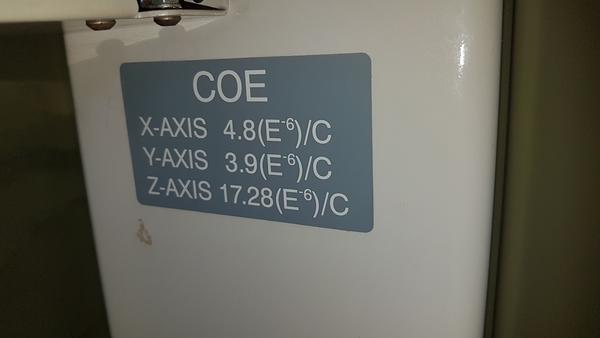 COE
X-AXIS 4.8(E⁻⁶)/C
Y-AXIS 3.9(E⁻⁶)/C
Z-AXIS 17.28(E⁻⁶)/C